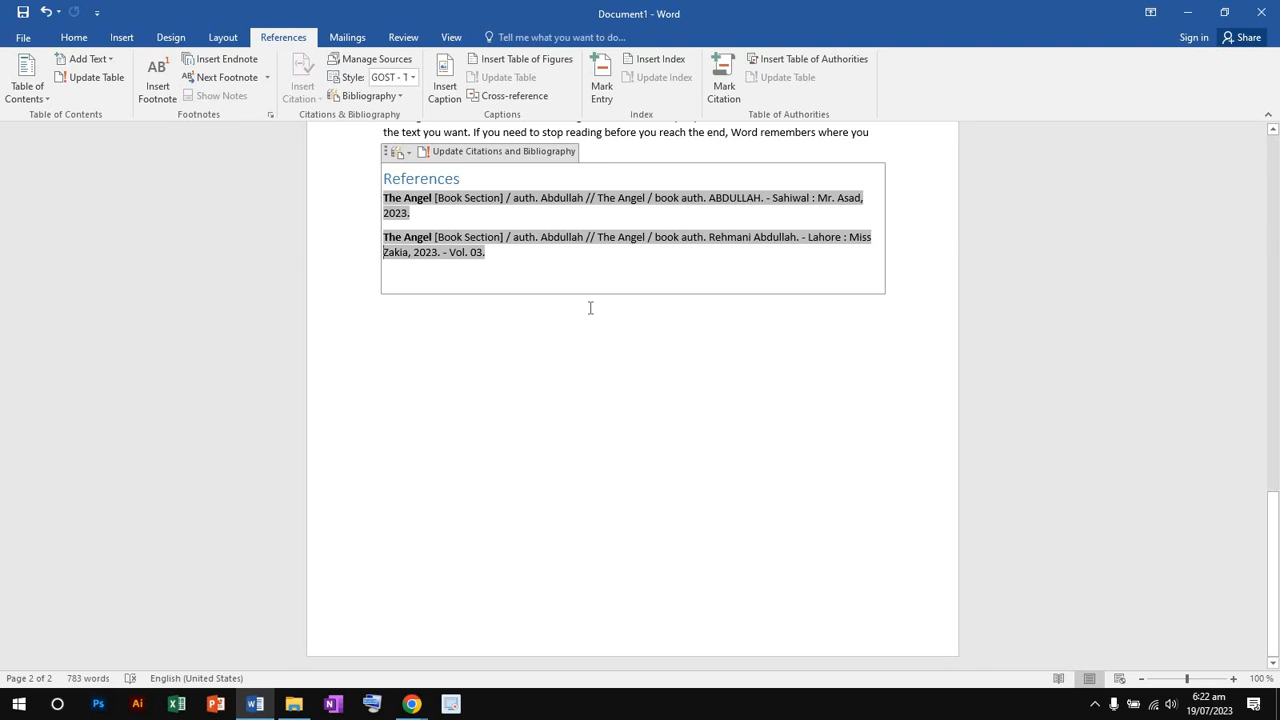 Document1 - Word
File Home Insert Design Layout References Mailings Review View Tell me what you want to do... Sign in Share
Table of Contents
Add Text
Update Table
Table of Contents
AB1
Insert Footnote
Insert Endnote
Next Footnote
Show Notes
Footnotes
Insert Citation
Manage Sources
Style: GOST - T
Bibliography
Citations & Bibliography
Insert Caption
Insert Table of Figures
Update Table
Cross-reference
Captions
Mark Entry
Insert Index
Update Index
Index
Mark Citation
Insert Table of Authorities
Update Table
Table of Authorities
the text you want. If you need to stop reading before you reach the end, Word remembers where you
Update Citations and Bibliography
References
The Angel [Book Section] / auth. Abdullah // The Angel / book auth. ABDULLAH. - Sahiwal : Mr. Asad,
2023.
The Angel [Book Section] / auth. Abdullah // The Angel / book auth. Rehmani Abdullah. - Lahore : Miss
Zakia, 2023. - Vol. 03.
Page 2 of 2 783 words English (United States) 100 %
6:22 am
19/07/2023